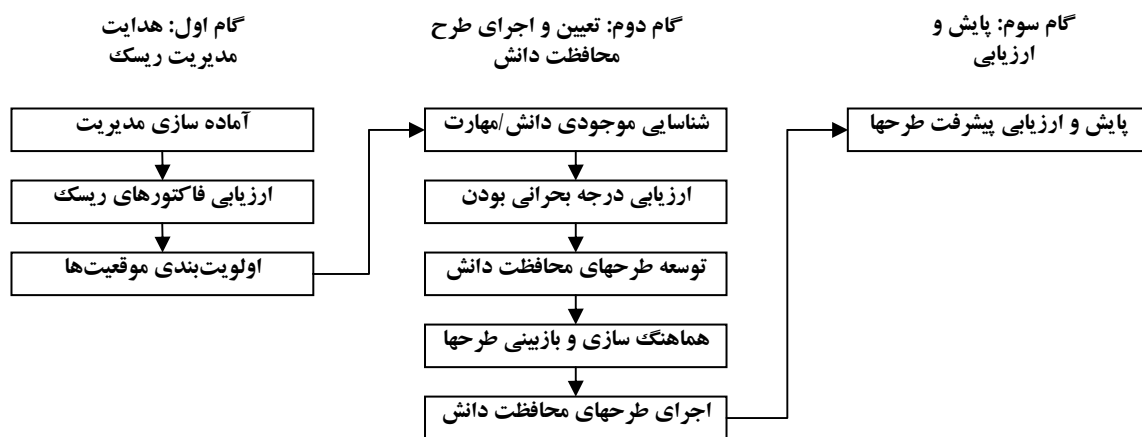 گام اول: هدایت
مدیریت ریسک
آماده سازی مدیریت
ارزیابی فاکتورهای ریسک
اولویت‌بندی موقعیت‌ها
گام دوم: تعیین و اجرای طرح
محافظت دانش
شناسایی موجودی دانش/مهارت
ارزیابی درجه بحرانی بودن
توسعه طرحهای محافظت دانش
هماهنگ سازی و بازبینی طرحها
اجرای طرحهای محافظت دانش
گام سوم: پایش و
ارزیابی
پایش و ارزیابی پیشرفت طرحها